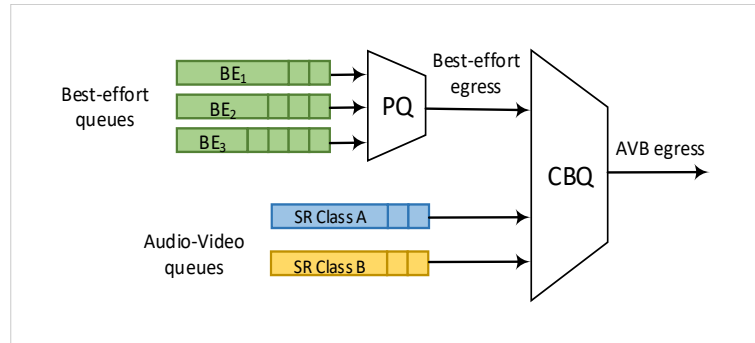 Best-effort
queues
BE1
BE2
BE3
PQ
Best-effort
egress
CBQ
AVB egress
Audio-Video
queues
SR Class A
SR Class B